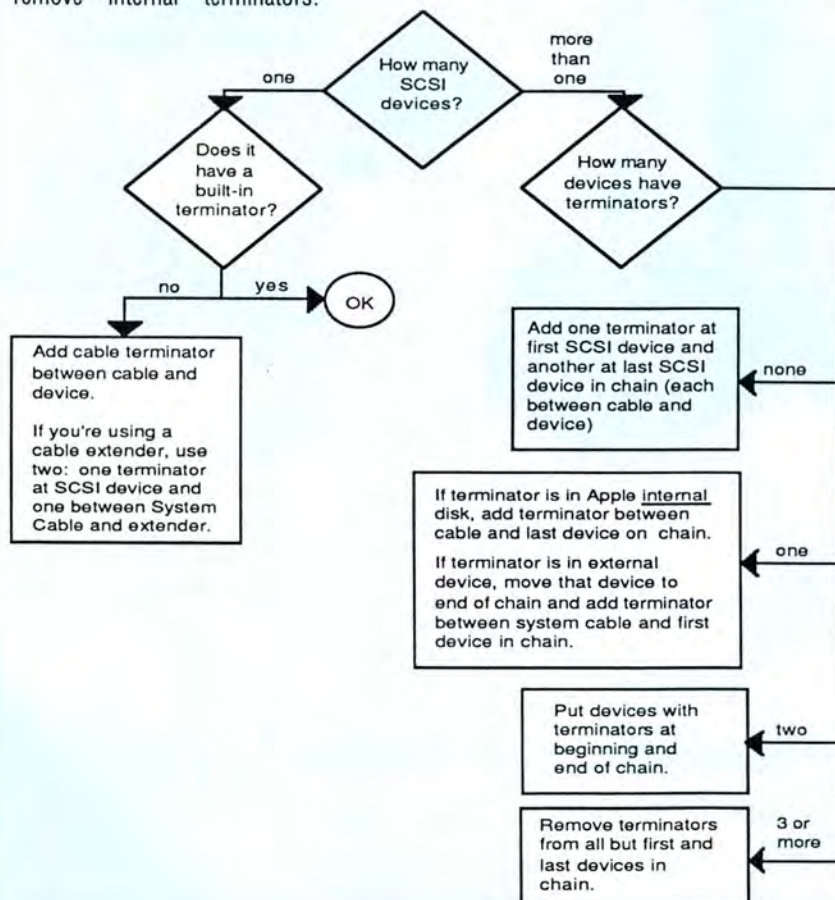 remove internal terminators.
How many
SCSI
devices?
one
more
than
one
Does it
have a
built-in
terminator?
How many
devices have
terminators?
no
yes
OK
Add cable terminator
between cable and
device.
If you're using a
cable extender, use
two: one terminator
at SCSI device and
one between System
Cable and extender.
Add one terminator at
first SCSI device and
another at last SCSI
device in chain (each
between cable and
device)
none
If terminator is in Apple internal
disk, add terminator between
cable and last device on chain.
If terminator is in external
device, move that device to
end of chain and add terminator
between system cable and first
device in chain.
one
Put devices with
terminators at
beginning and
end of chain.
two
Remove terminators
from all but first and
last devices in
chain.
3 or
more